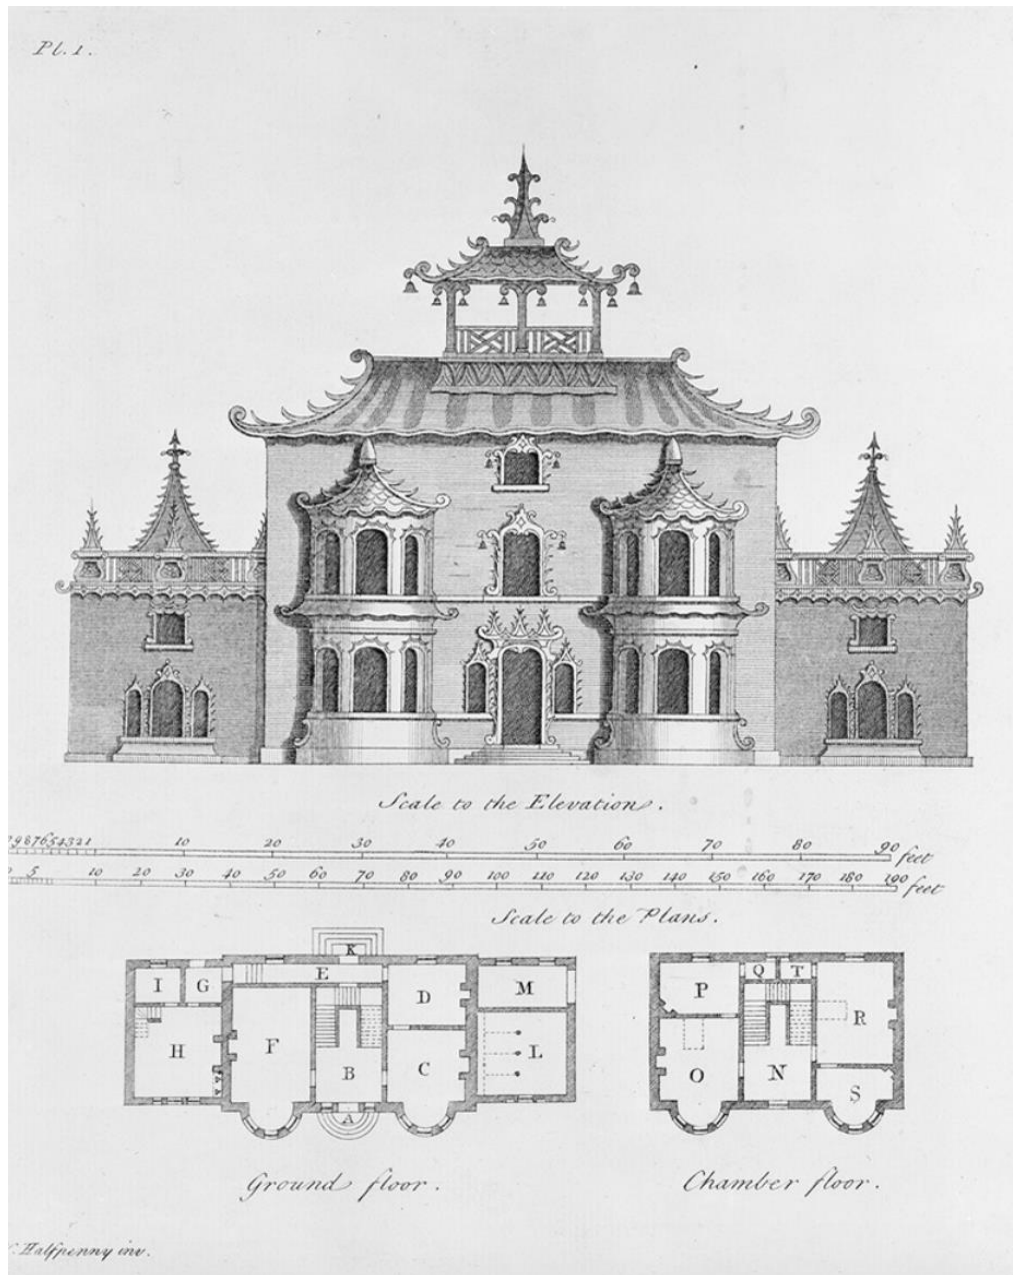 Pl. 1.
Scale to the Elevation.
9 8 7 6 5 4 3 2 1 10 20 30 40 50 60 70 80 90 feet
5 10 20 30 40 50 60 70 80 90 100 110 120 130 140 150 160 170 180 190 feet
Scale to the Plans.
K
I G E D M P Q T
H F B C L O N R
A S
Ground floor.
Chamber floor.
Halfpenny inv.